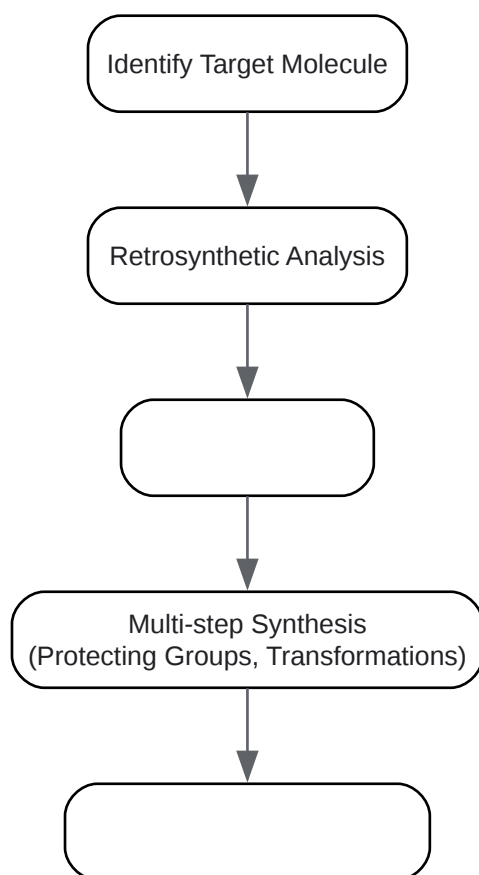 Identify Target Molecule
Retrosynthetic Analysis
Multi-step Synthesis
(Protecting Groups, Transformations)